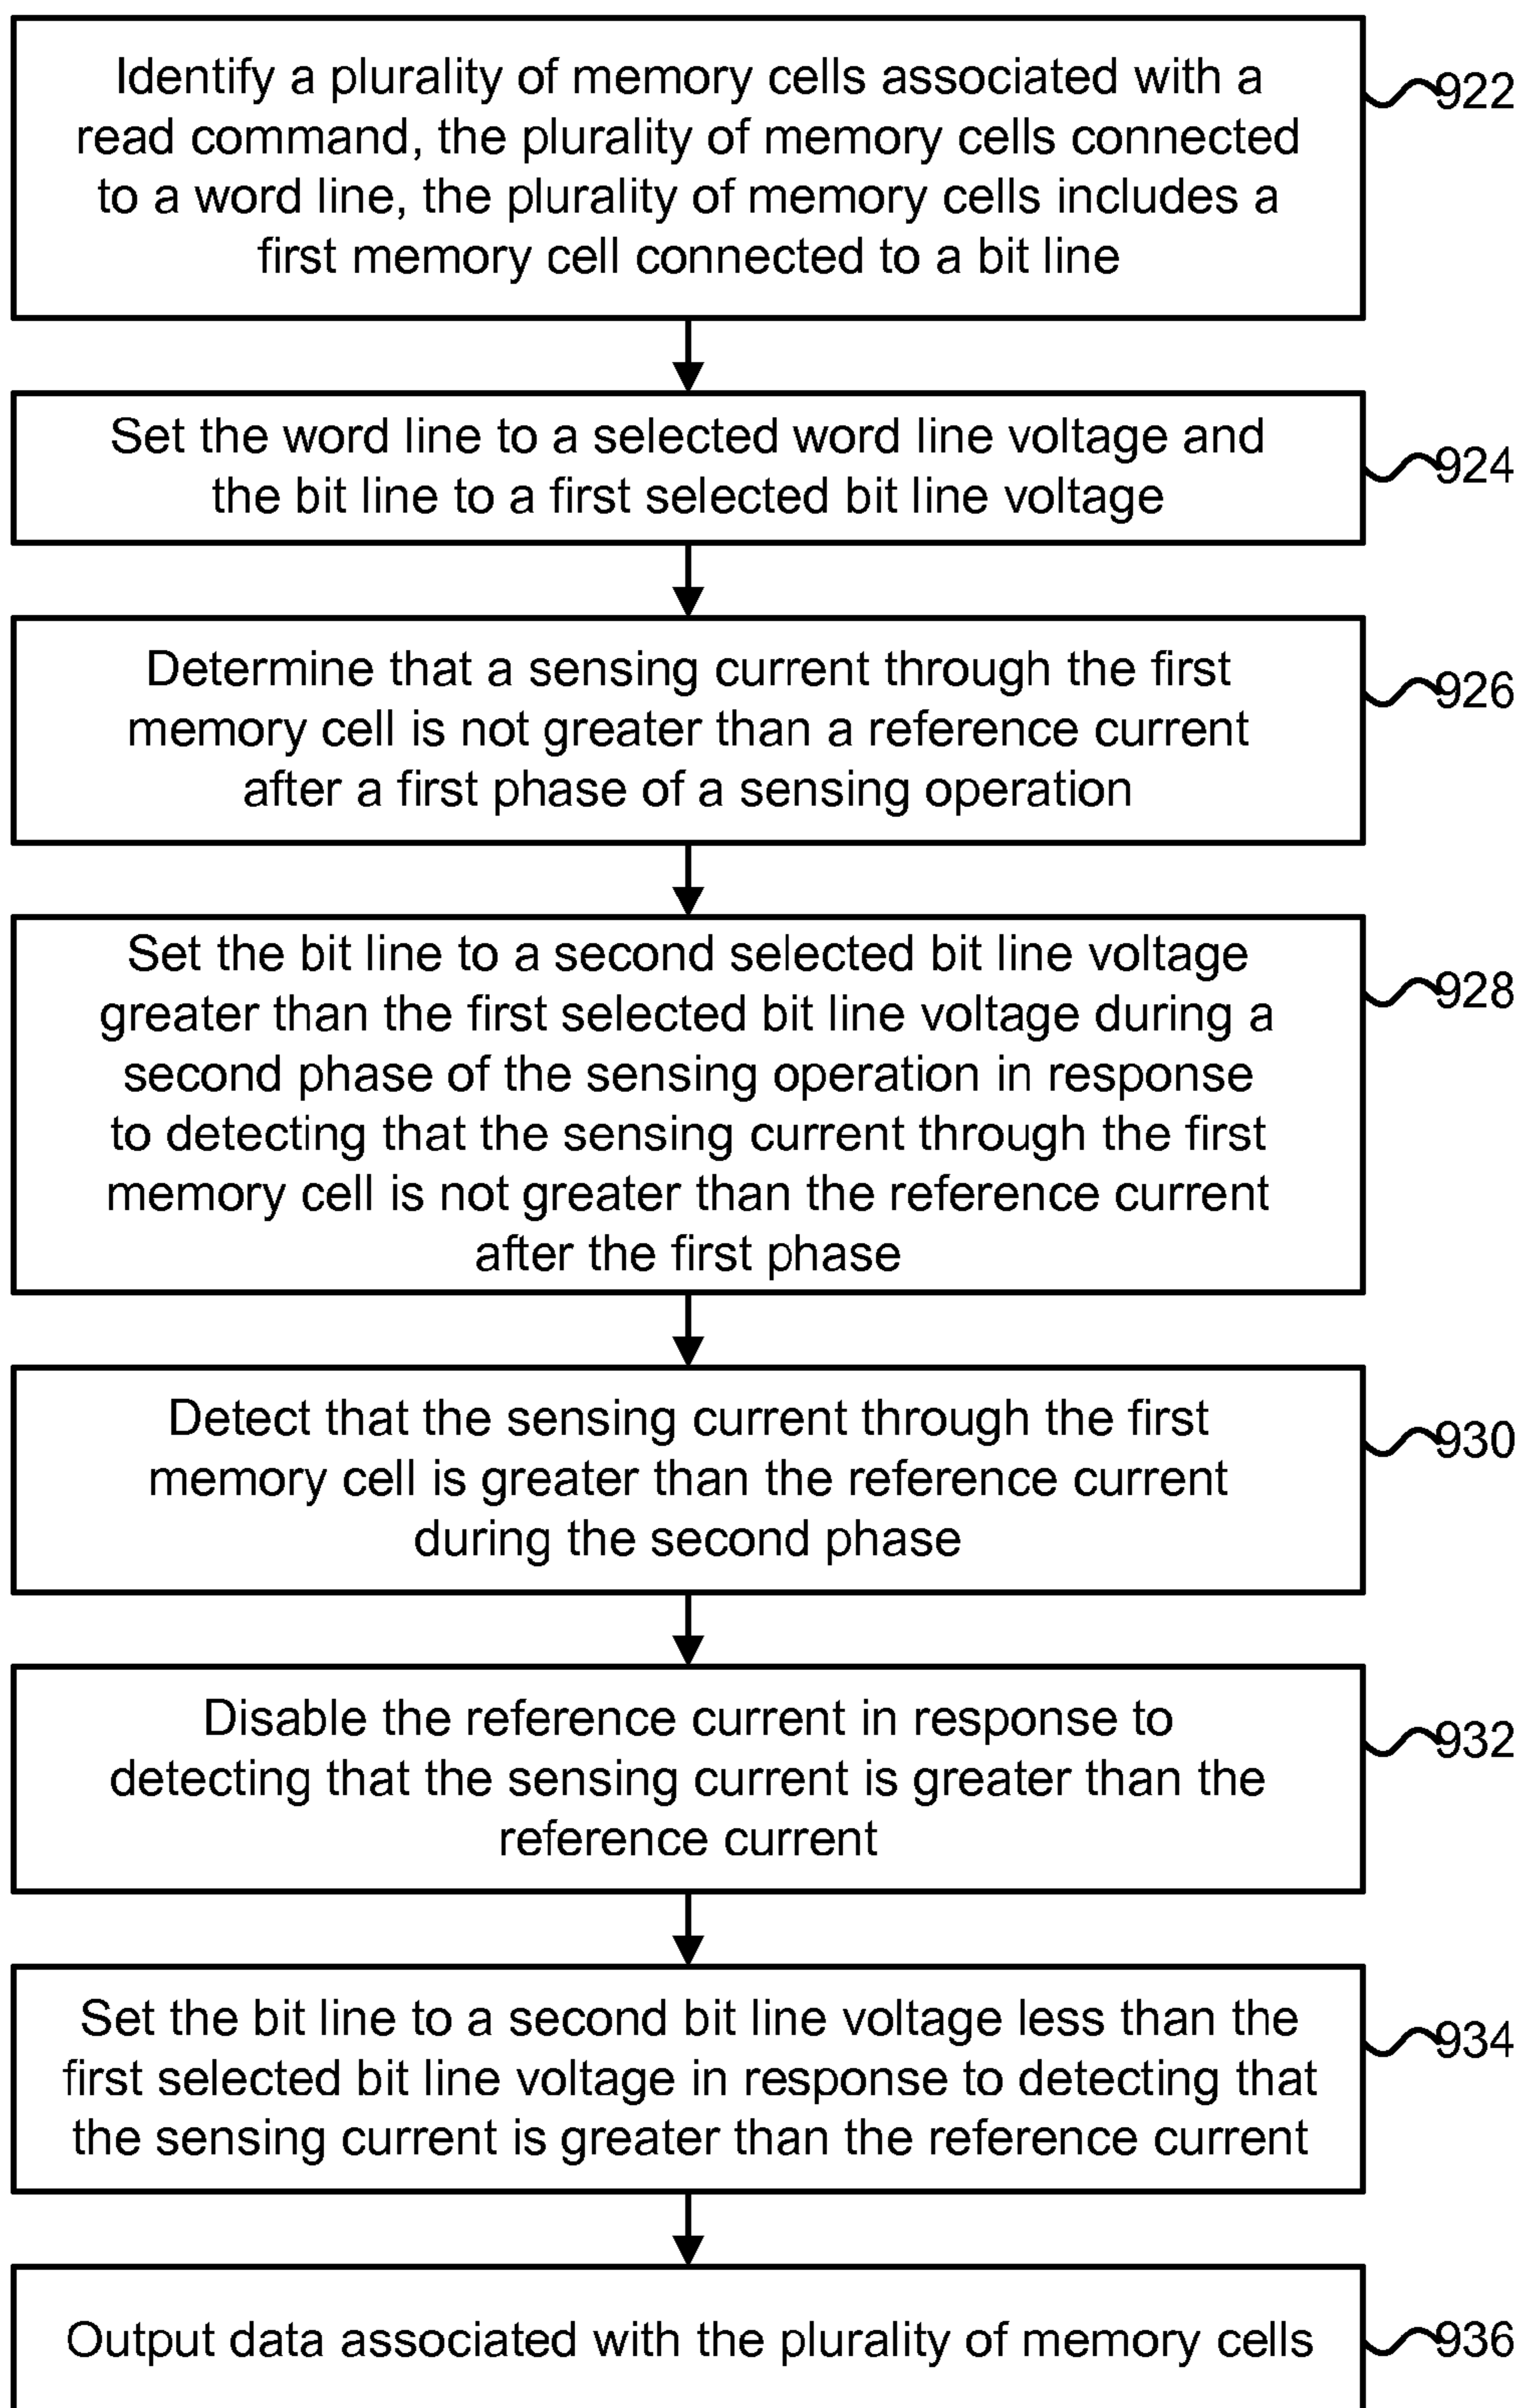 Identify a plurality of memory cells associated with a
read command, the plurality of memory cells connected
to a word line, the plurality of memory cells includes a
first memory cell connected to a bit line
922
Set the word line to a selected word line voltage and
the bit line to a first selected bit line voltage
924
Determine that a sensing current through the first
memory cell is not greater than a reference current
after a first phase of a sensing operation
926
Set the bit line to a second selected bit line voltage
greater than the first selected bit line voltage during a
second phase of the sensing operation in response
to detecting that the sensing current through the first
memory cell is not greater than the reference current
after the first phase
928
Detect that the sensing current through the first
memory cell is greater than the reference current
during the second phase
930
Disable the reference current in response to
detecting that the sensing current is greater than the
reference current
932
Set the bit line to a second bit line voltage less than the
first selected bit line voltage in response to detecting that
the sensing current is greater than the reference current
934
Output data associated with the plurality of memory cells
936